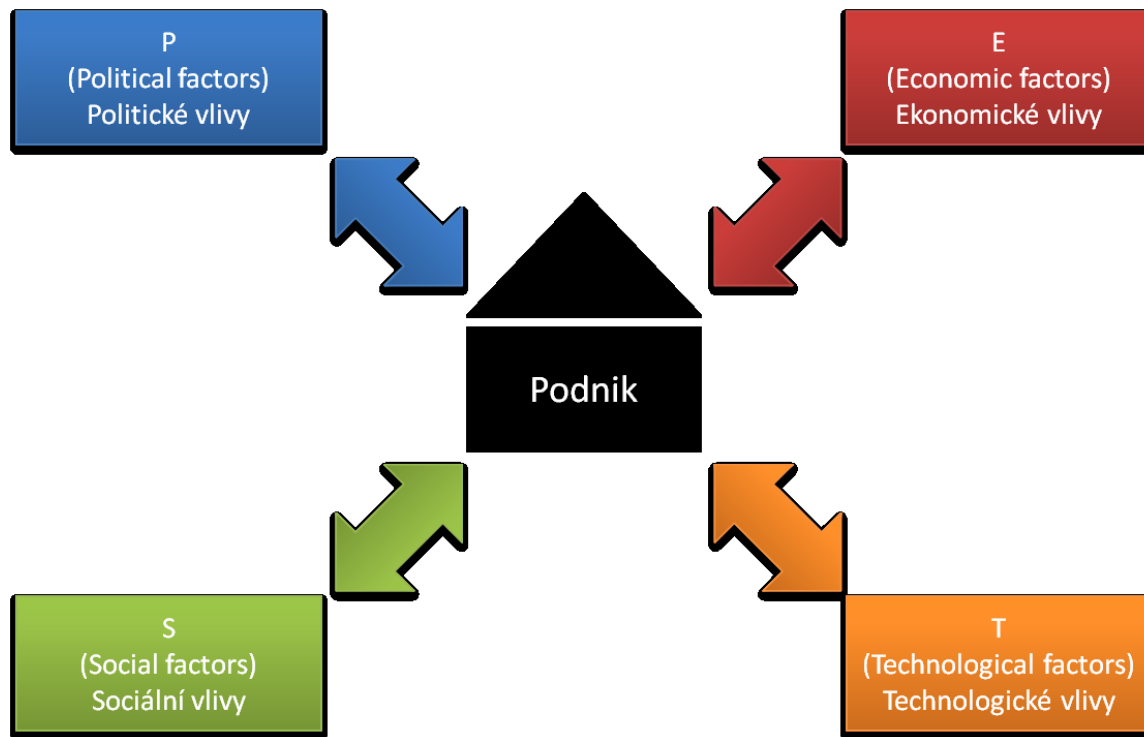 P
(Political factors)
Politické vlivy
E
(Economic factors)
Ekonomické vlivy
Podnik
S
(Social factors)
Sociální vlivy
T
(Technological factors)
Technologické vlivy